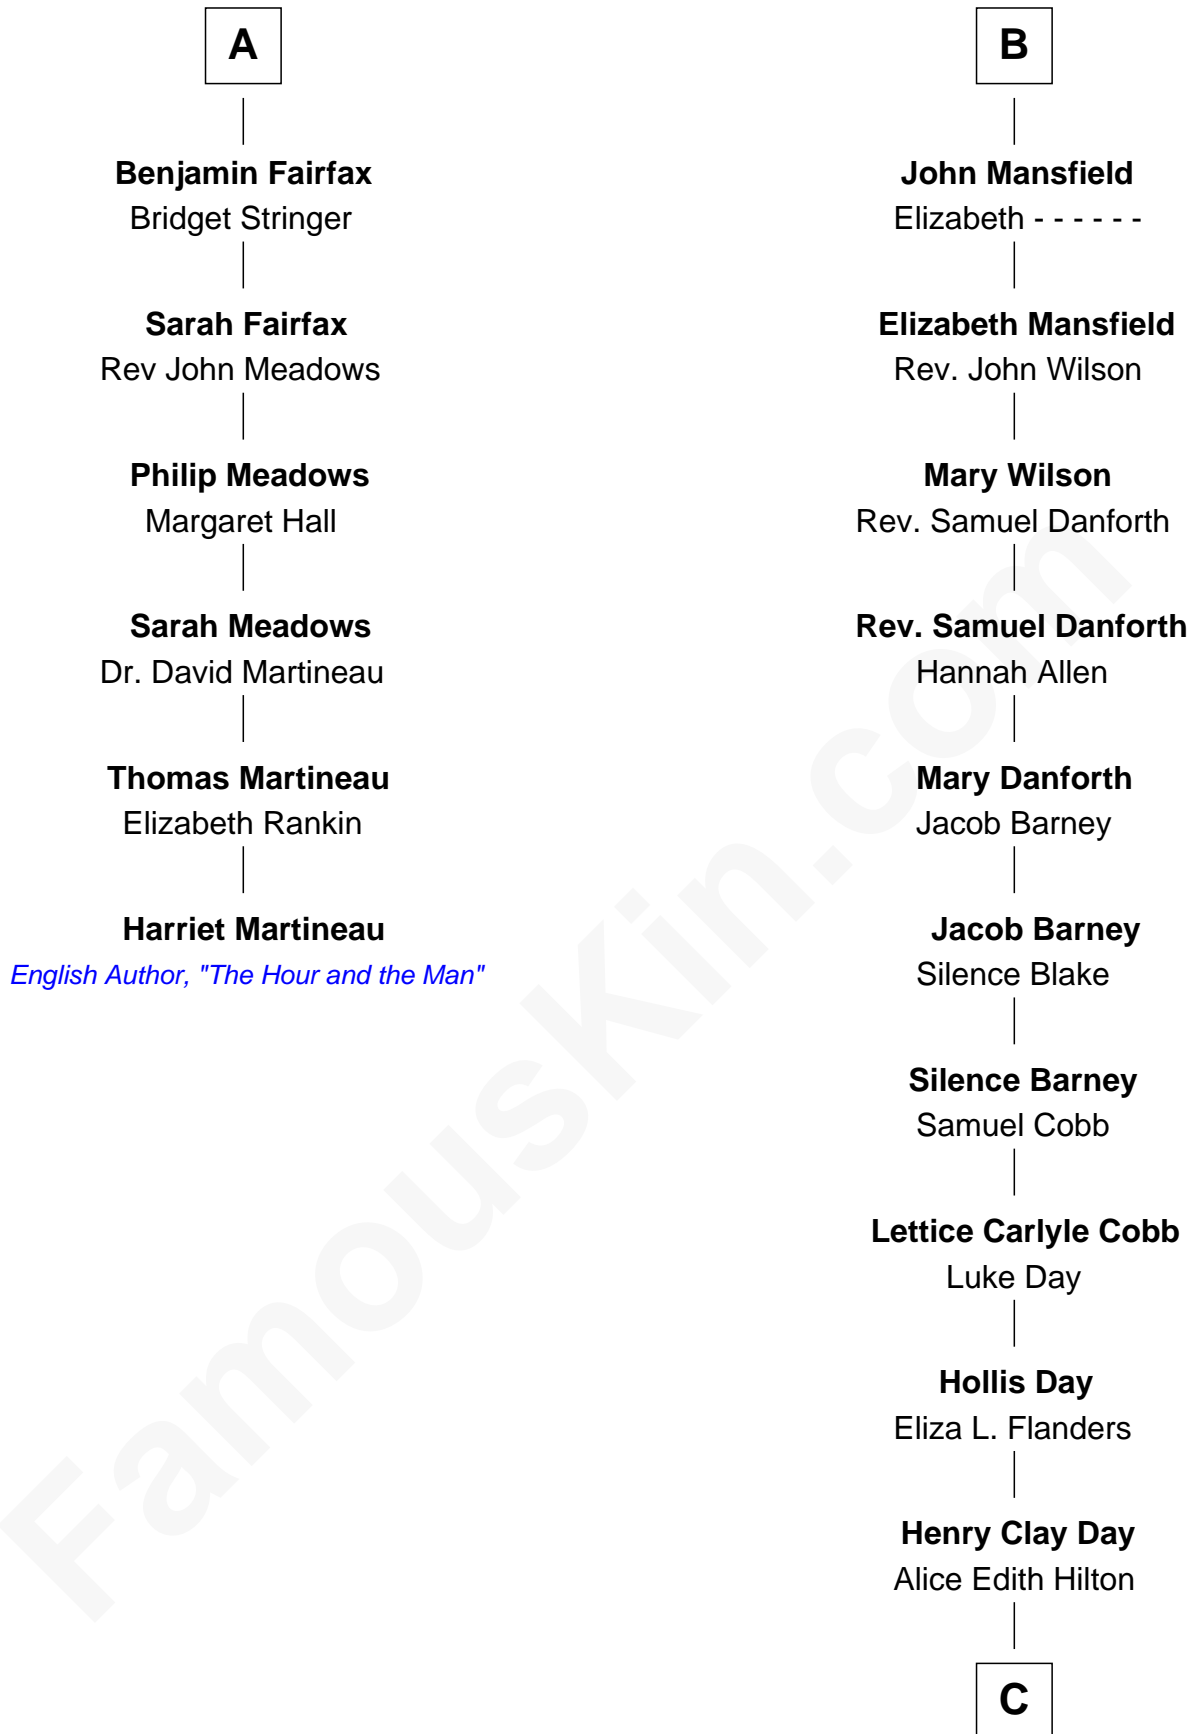 A
Benjamin Fairfax
Bridget Stringer
Sarah Fairfax
Rev John Meadows
Philip Meadows
Margaret Hall
Sarah Meadows
Dr. David Martineau
Thomas Martineau
Elizabeth Rankin
Harriet Martineau
English Author, "The Hour and the Man"
B
John Mansfield
Elizabeth - - - - - -
Elizabeth Mansfield
Rev. John Wilson
Mary Wilson
Rev. Samuel Danforth
Rev. Samuel Danforth
Hannah Allen
Mary Danforth
Jacob Barney
Jacob Barney
Silence Blake
Silence Barney
Samuel Cobb
Lettice Carlyle Cobb
Luke Day
Hollis Day
Eliza L. Flanders
Henry Clay Day
Alice Edith Hilton
C
FamousKin.com